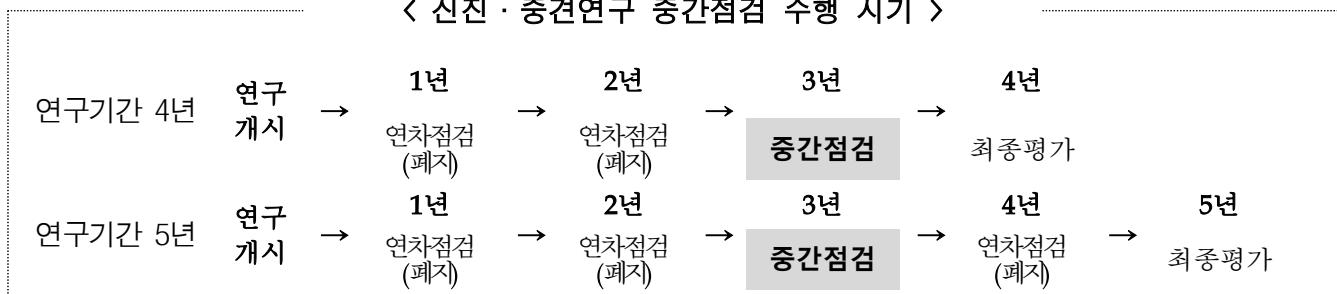 < 신진·중견연구 중간점검 수행 시기 >
1년 2년 3년 4년
연구기간 4년 연구 개시 → 연차점검 (폐지) → 연차점검 (폐지) → 중간점검 → 최종평가
1년 2년 3년 4년 5년
연구기간 5년 연구 개시 → 연차점검 (폐지) → 연차점검 (폐지) → 중간점검 → 연차점검 (폐지) → 최종평가